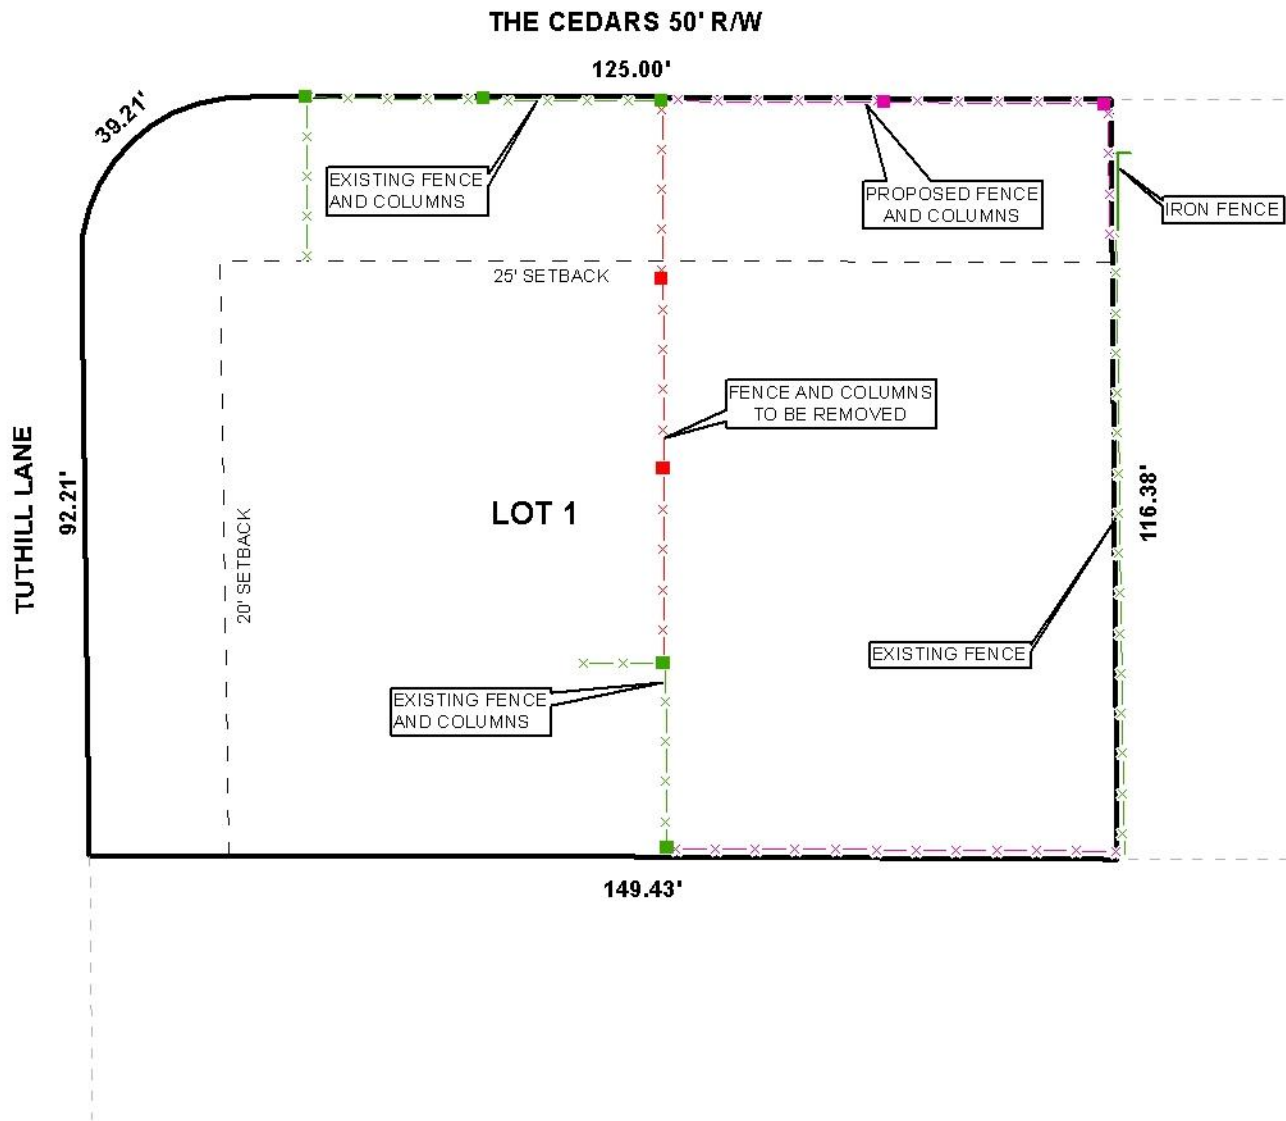 THE CEDARS 50' R/W
125.00'
39.21'
EXISTING FENCE
AND COLUMNS
PROPOSED FENCE
AND COLUMNS
IRON FENCE
25' SETBACK
FENCE AND COLUMNS
TO BE REMOVED
TUTHILL LANE
92.21'
20' SETBACK
LOT 1
116.38'
EXISTING FENCE
EXISTING FENCE
AND COLUMNS
149.43'